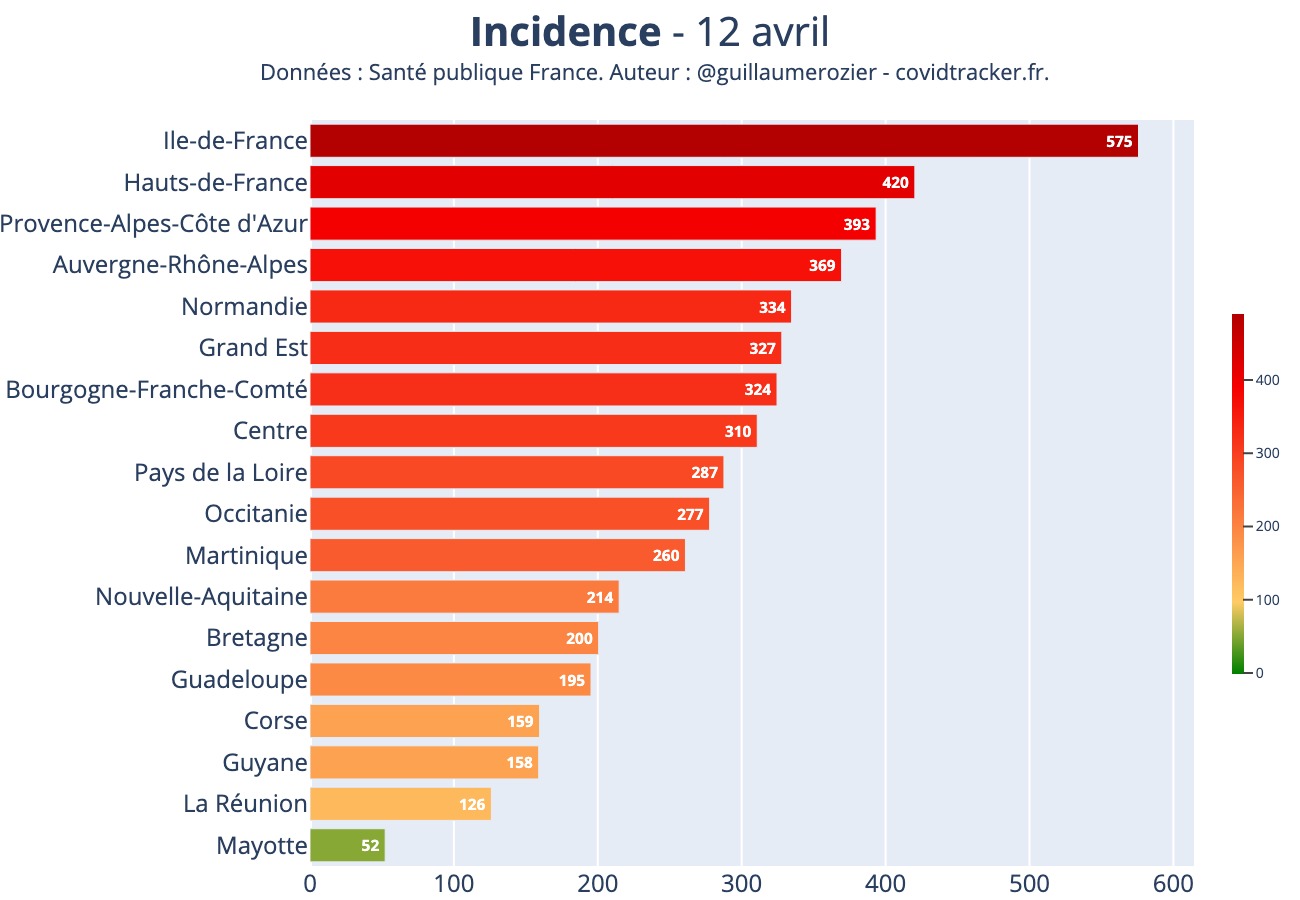 Incidence - 12 avril
Données : Santé publique France. Auteur : @guillaumerozier - covidtracker.fr.
Ile-de-France 575
Hauts-de-France 420
Provence-Alpes-Côte d'Azur 393
Auvergne-Rhône-Alpes 369
Normandie 334
Grand Est 327
Bourgogne-Franche-Comté 324
Centre 310
Pays de la Loire 287
Occitanie 277
Martinique 260
Nouvelle-Aquitaine 214
Bretagne 200
Guadeloupe 195
Corse 159
Guyane 158
La Réunion 126
Mayotte 52
0 100 200 300 400 500 600
400
300
200
100
0